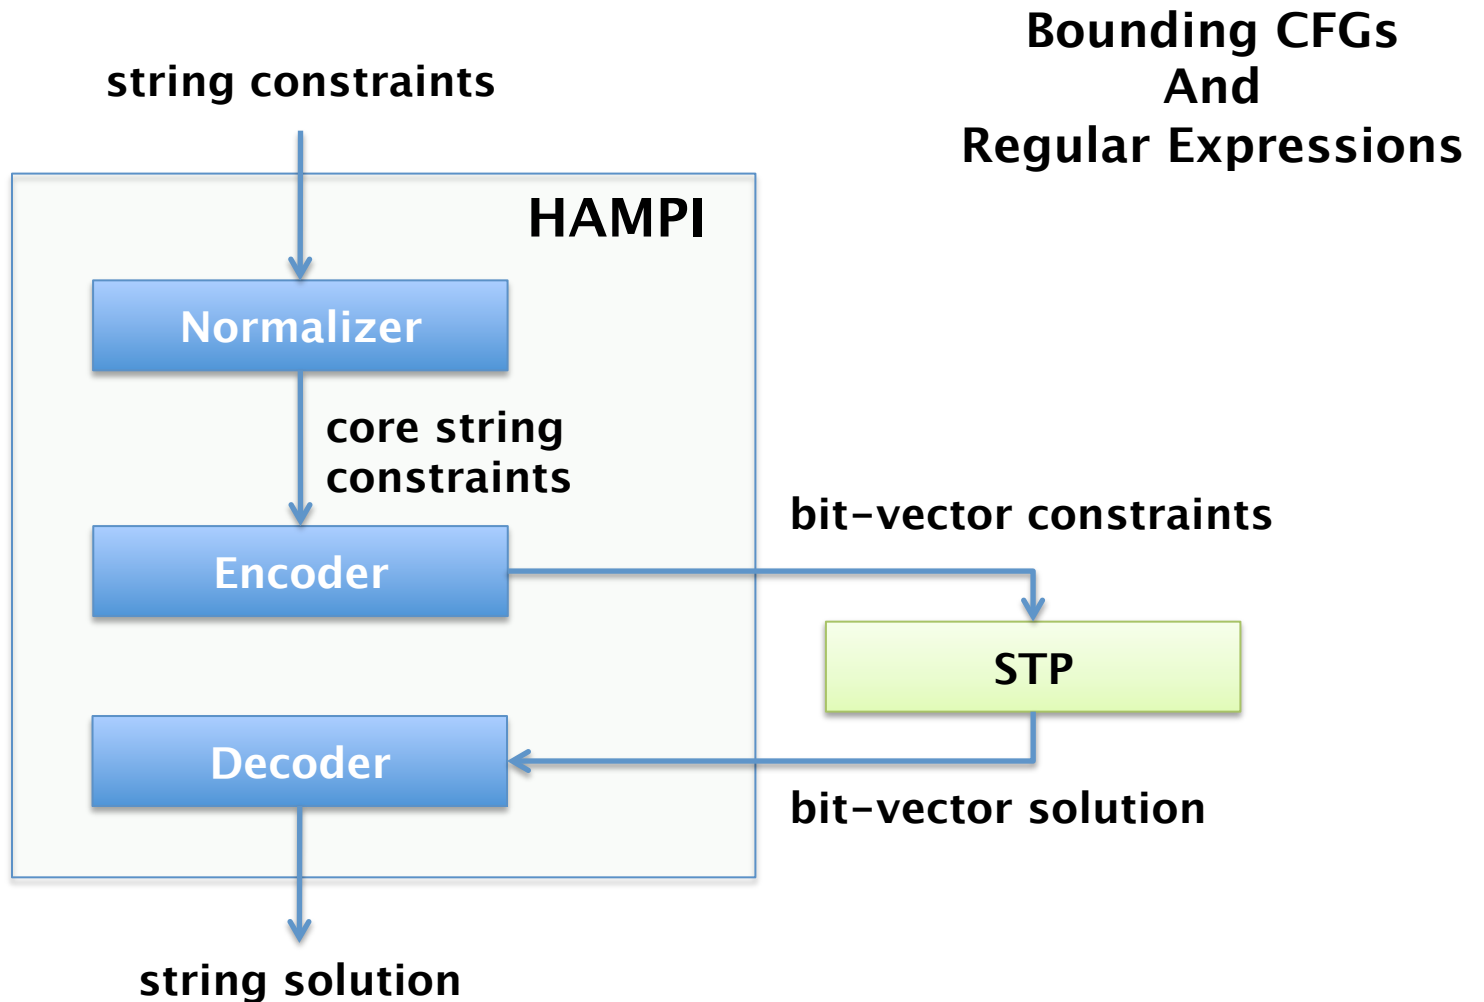 Bounding CFGs
And
Regular Expressions
string constraints
HAMPI
Normalizer
core string
constraints
bit-vector constraints
Encoder
STP
Decoder
bit-vector solution
string solution